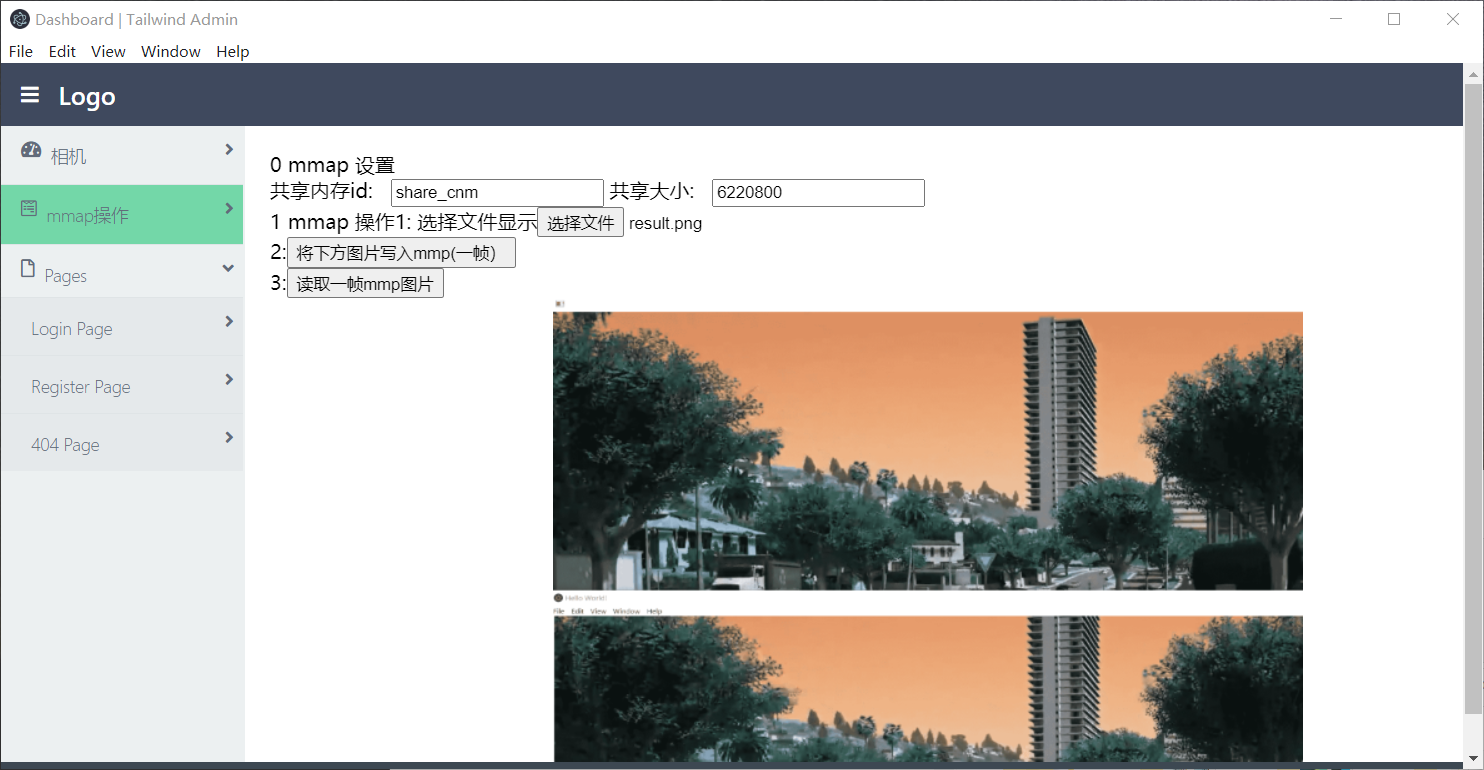 Dashboard | Tailwind Admin
File Edit View Window Help
Logo
相机
mmap操作
Pages
Login Page
Register Page
404 Page
0 mmap 设置
共享内存id: share_cnm 共享大小: 6220800
1 mmap 操作1: 选择文件显示 选择文件 result.png
2: 将下方图片写入mmp(一帧)
3: 读取一帧mmp图片
Hello World!
File Edit View Window Help